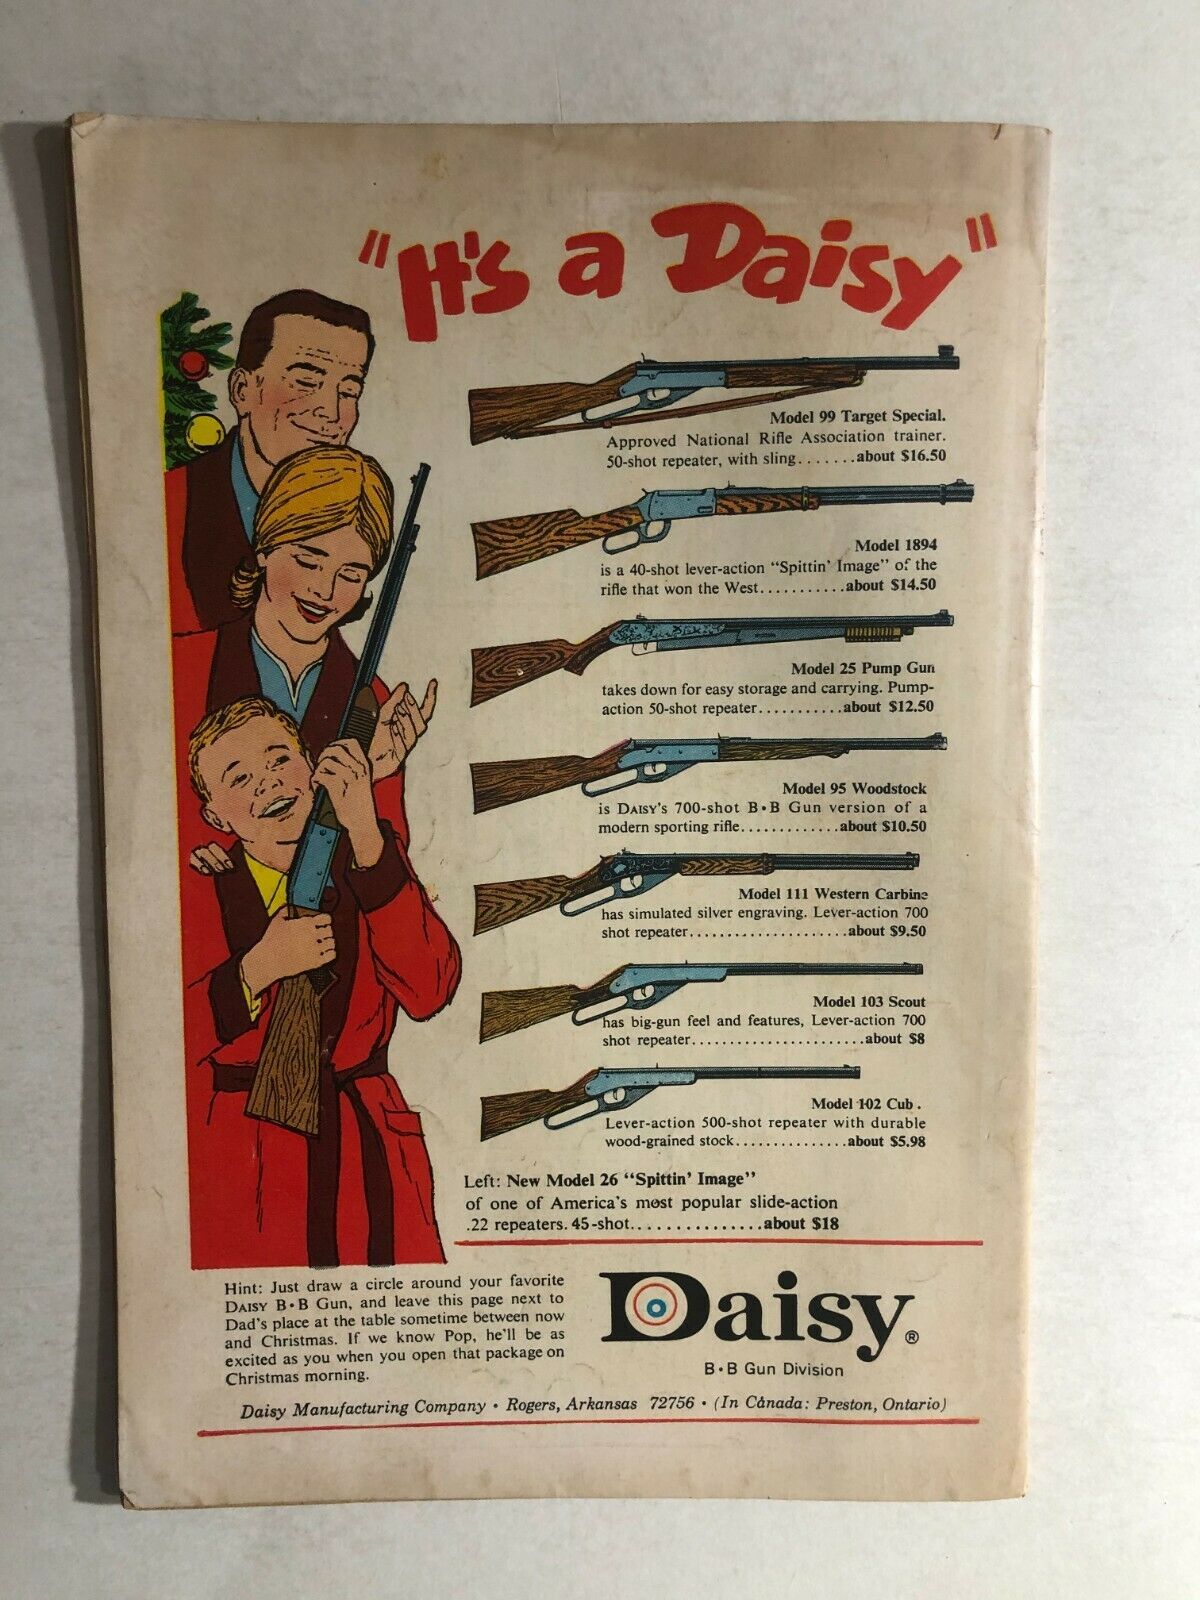 "It's a Daisy"
Model 99 Target Special.
Approved National Rifle Association trainer.
50-shot repeater, with sling.......about $16.50
Model 1894
is a 40-shot lever-action "Spittin' Image" of the
rifle that won the West...........about $14.50
Model 25 Pump Gun
takes down for easy storage and carrying. Pump-
action 50-shot repeater...........about $12.50
Model 95 Woodstock
is DAISY'S 700-shot B•B Gun version of a
modern sporting rifle.............about $10.50
Model 111 Western Carbine
has simulated silver engraving. Lever-action 700
shot repeater.....................about $9.50
Model 103 Scout
has big-gun feel and features, Lever-action 700
shot repeater.......................about $8
Model 102 Cub.
Lever-action 500-shot repeater with durable
wood-grained stock...............about $5.98
Left: New Model 26 "Spittin' Image"
of one of America's most popular slide-action
.22 repeaters. 45-shot...............about $18
Hint: Just draw a circle around your favorite
DAISY B•B Gun, and leave this page next to
Dad's place at the table sometime between now
and Christmas. If we know Pop, he'll be as
excited as you when you open that package on
Christmas morning.
Daisy®
B•B Gun Division
Daisy Manufacturing Company • Rogers, Arkansas 72756 • (In Canada: Preston, Ontario)